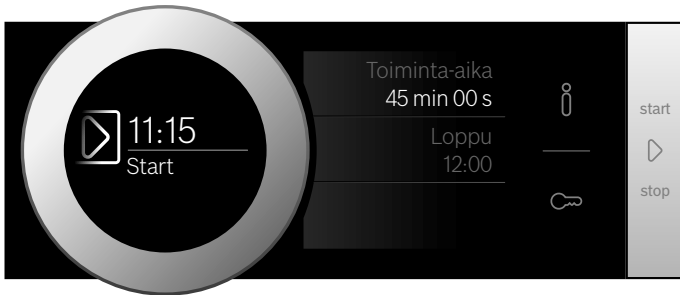 11:15
Start
Toiminta-aika
45 min 00 s
Loppu
12:00
start
stop